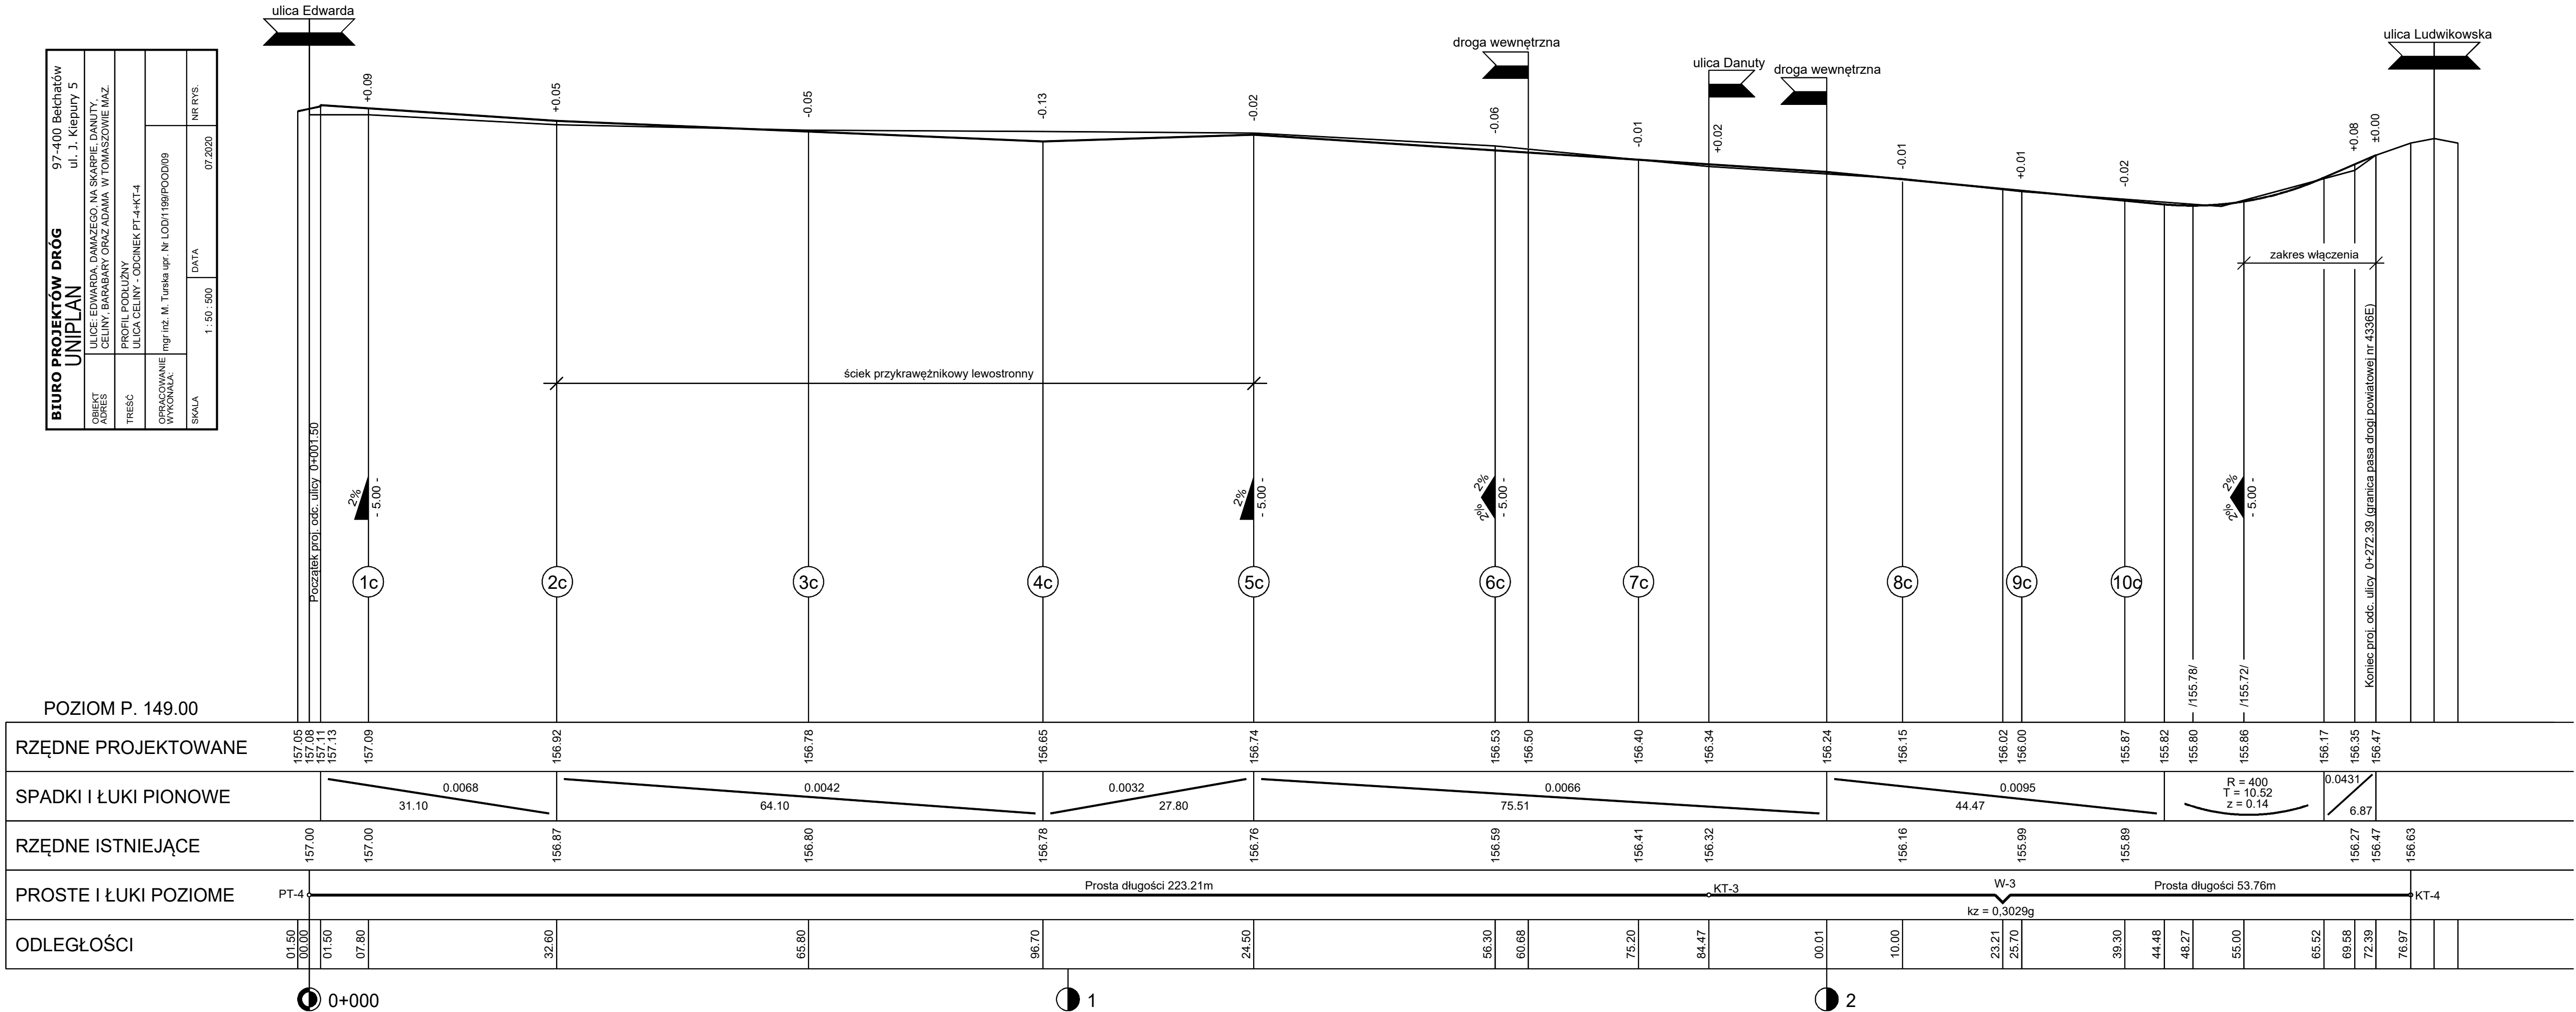 ulica Edwarda
droga wewnętrzna
ulica Danuty
droga wewnętrzna
ulica Ludwikowska
BIURO PROJEKTÓW DRÓG
UNIPLAN
97-400 Bełchatów
ul. J. Kiepury 5
OBIEKT
ADRES
ULICE: EDWARDA, DAMAZEGO, NA SKARPIE, DANUTY,
CELINY, BARABARY ORAZ ADAMA W TOMASZOWIE MAZ.
TREŚĆ
PROFIL PODŁUŻNY
ULICA CELINY - ODCINEK PT-4÷KT-4
OPRACOWANIE
WYKONAŁA:
mgr inż. M. Turska upr. Nr LOD/1199/POOD/09
SKALA
1 : 50 : 500
DATA
07.2020
NR RYS.
+0.09
+0.05
-0.05
-0.13
-0.02
-0.06
-0.01
+0.02
-0.01
+0.01
-0.02
+0.08
±0.00
zakres włączenia
ściek przykrawężnikowy lewostronny
Początek proj. odc. ulicy 0+001.50
Koniec proj. odc. ulicy 0+272.39 (granica pasa drogi powiatowej nr 4336E)
2%
- 5.00 -
2%
- 5.00 -
2%
2%
- 5.00 -
2%
2%
- 5.00 -
1c
2c
3c
4c
5c
6c
7c
8c
9c
10c
/155.78/
/155.72/
POZIOM P. 149.00
RZĘDNE PROJEKTOWANE
157.05
157.08
157.11
157.13
157.09
156.92
156.78
156.65
156.74
156.53
156.50
156.40
156.34
156.24
156.15
156.02
156.00
155.87
155.82
155.80
155.86
156.17
156.35
156.47
SPADKI I ŁUKI PIONOWE
0.0068
31.10
0.0042
64.10
0.0032
27.80
0.0066
75.51
0.0095
44.47
R = 400
T = 10.52
z = 0.14
0.0431
6.87
RZĘDNE ISTNIEJĄCE
157.00
157.00
156.87
156.80
156.78
156.76
156.59
156.41
156.32
156.16
155.99
155.89
156.27
156.47
156.63
PROSTE I ŁUKI POZIOME
PT-4
Prosta długości 223.21m
KT-3
W-3
kz = 0,3029g
Prosta długości 53.76m
KT-4
ODLEGŁOŚCI
01.50
00.00
01.50
07.80
32.60
65.80
96.70
24.50
56.30
60.68
75.20
84.47
00.01
10.00
23.21
25.70
39.30
44.48
48.27
55.00
65.52
69.58
72.39
76.97
0+000
1
2